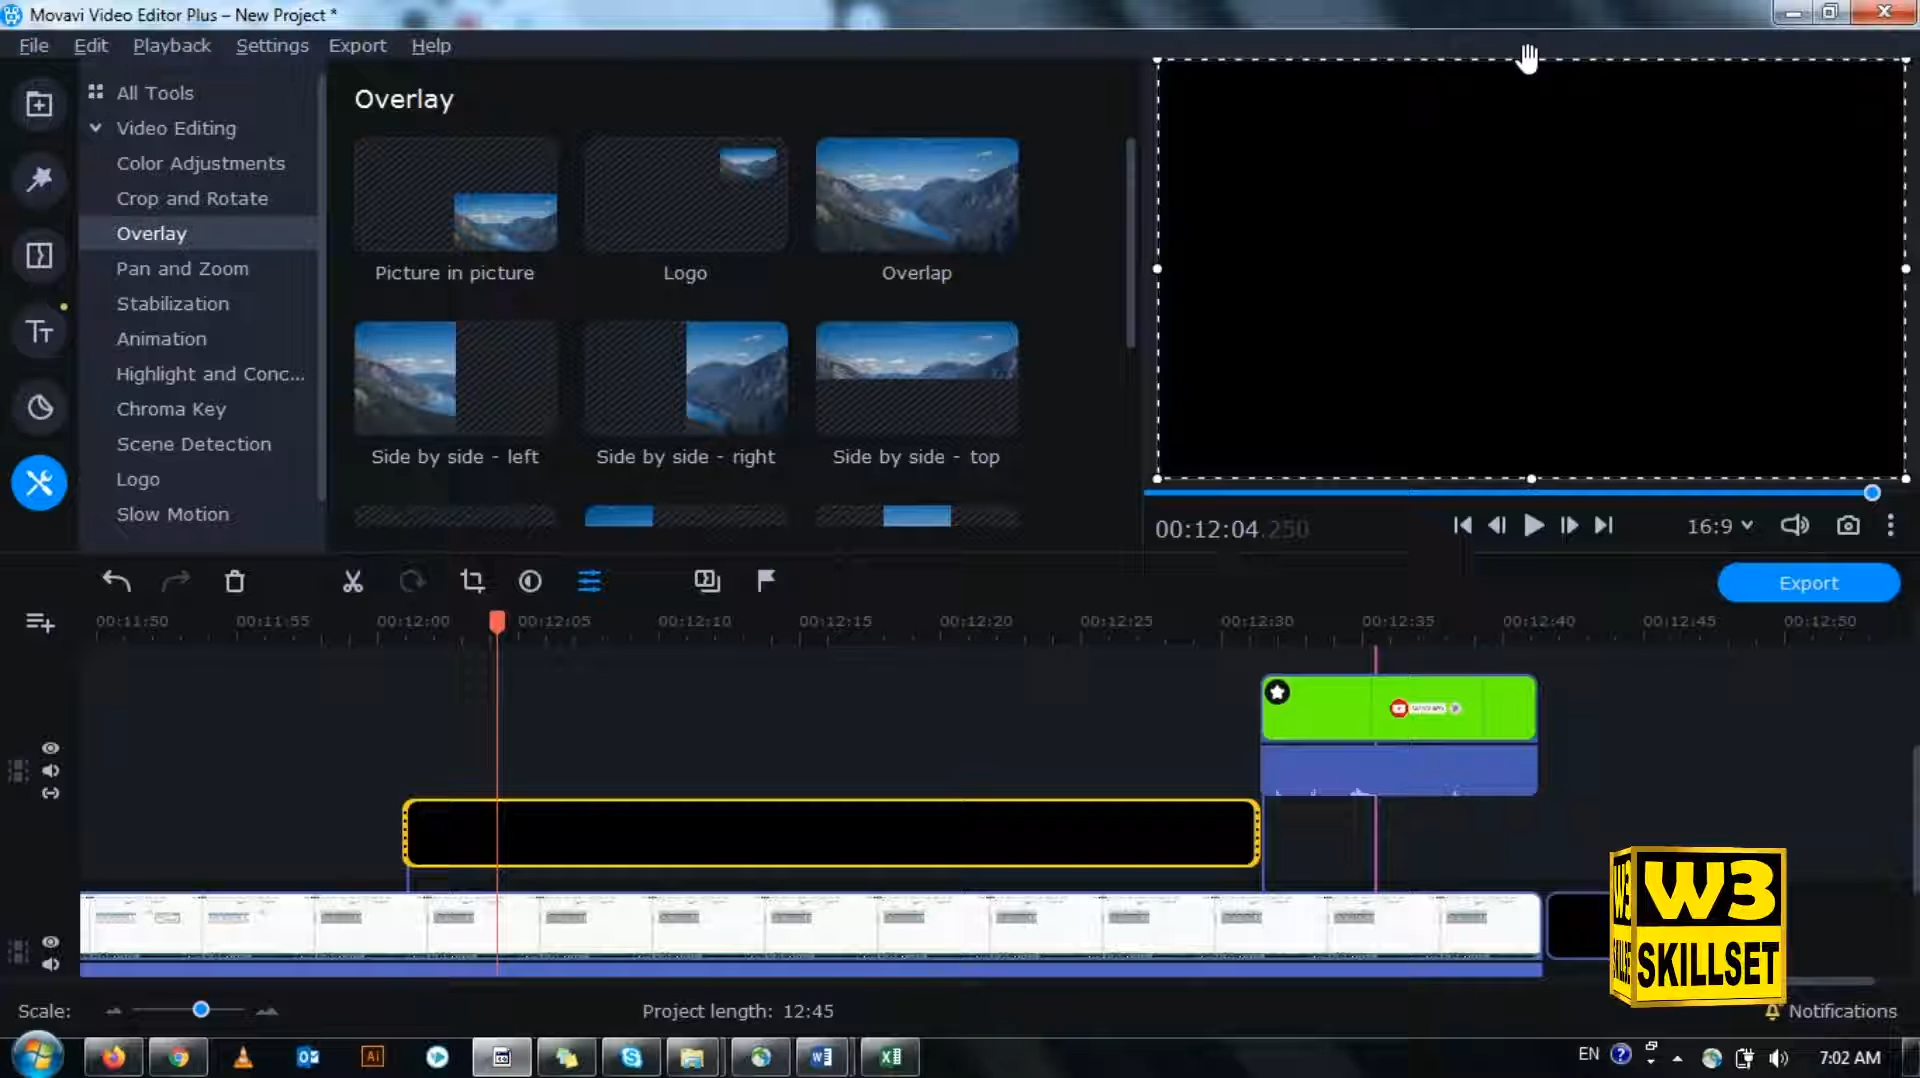 Movavi Video Editor Plus – New Project *
File Edit Playback Settings Export Help
All Tools
Video Editing
Color Adjustments
Crop and Rotate
Overlay
Pan and Zoom
Stabilization
Animation
Highlight and Conc...
Chroma Key
Scene Detection
Logo
Slow Motion
Overlay
Picture in picture
Logo
Overlap
Side by side - left
Side by side - right
Side by side - top
00:12:04.250
16:9
Export
00:11:50 00:11:55 00:12:00 00:12:05 00:12:10 00:12:15 00:12:20 00:12:25 00:12:30 00:12:35 00:12:40 00:12:45 00:12:50
W3
SKILLSET
Scale:
Project length: 12:45
Notifications
EN
7:02 AM